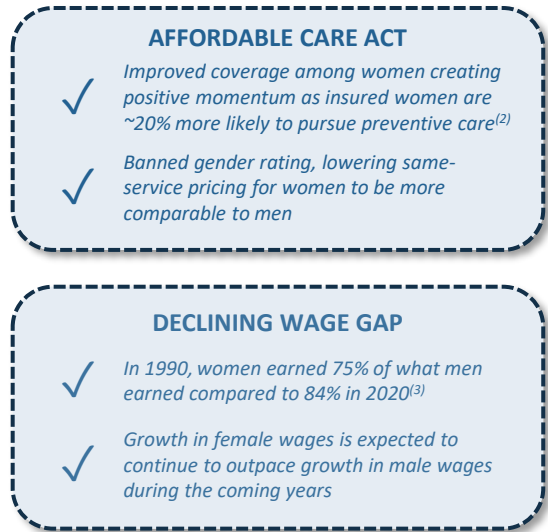 AFFORDABLE CARE ACT
✓ Improved coverage among women creating
positive momentum as insured women are
~20% more likely to pursue preventive care(2)
✓ Banned gender rating, lowering same-
service pricing for women to be more
comparable to men
DECLINING WAGE GAP
✓ In 1990, women earned 75% of what men
earned compared to 84% in 2020(3)
✓ Growth in female wages is expected to
continue to outpace growth in male wages
during the coming years